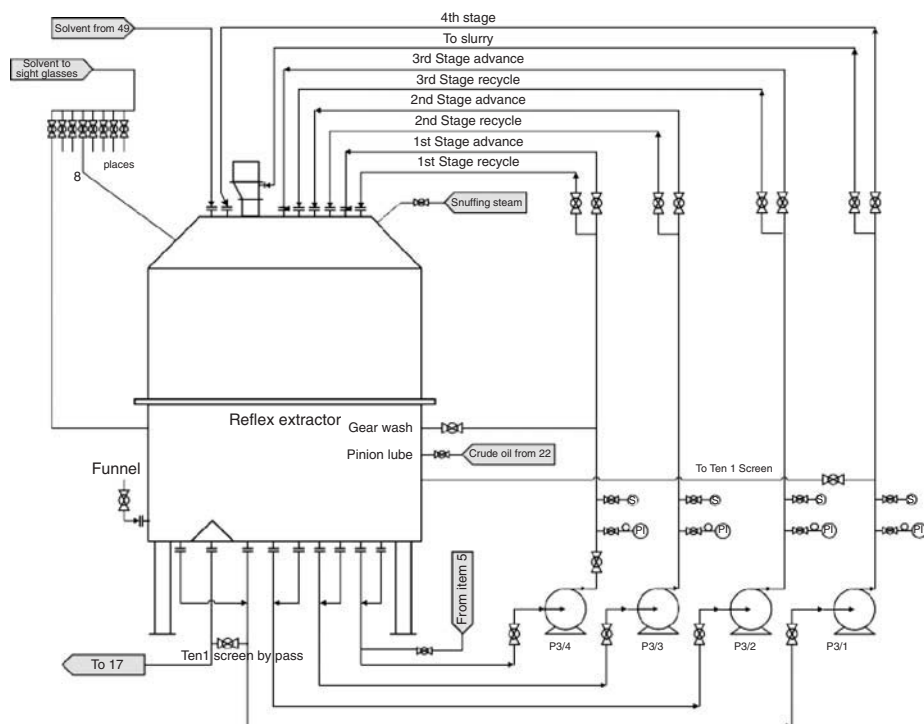 4th stage
Solvent from 49
To slurry
3rd Stage advance
Solvent to
sight glasses
3rd Stage recycle
2nd Stage advance
2nd Stage recycle
1st Stage advance
places
1st Stage recycle
8
Snuffing steam
Reflex extractor
Gear wash
Pinion lube
Crude oil from 22
Funnel
To Ten 1 Screen
S
S
S
S
PI
PI
PI
PI
From item 5
P3/4
P3/3
P3/2
P3/1
Ten1 screen by pass
To 17